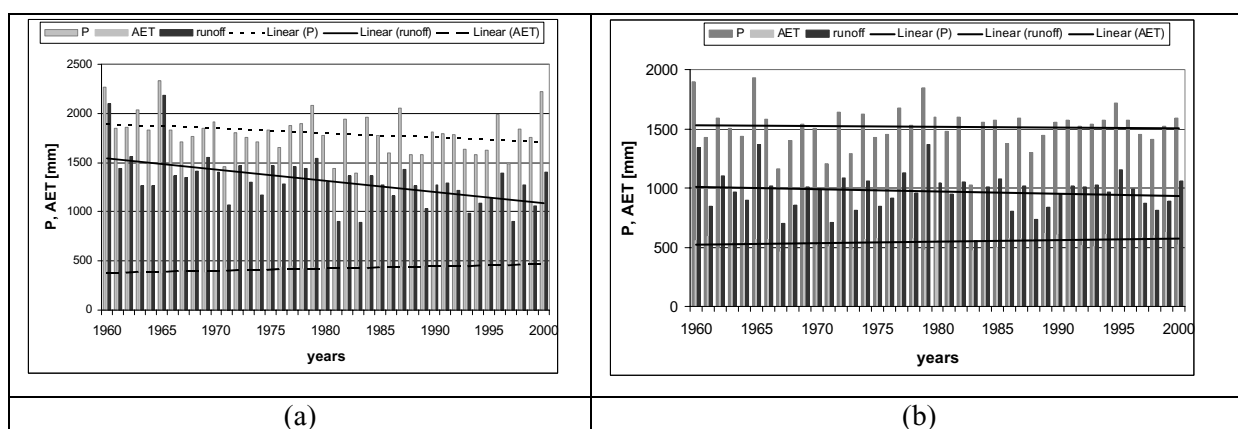 P AET runoff Linear (P) Linear (runoff) Linear (AET)
2500
2000
1500
1000
500
0
P, AET [mm]
1960 1965 1970 1975 1980 1985 1990 1995 2000
years
(a)
P AET runoff Linear (P) Linear (runoff) Linear (AET)
2000
1500
1000
500
0
P, AET [mm]
1960 1965 1970 1975 1980 1985 1990 1995 2000
years
(b)